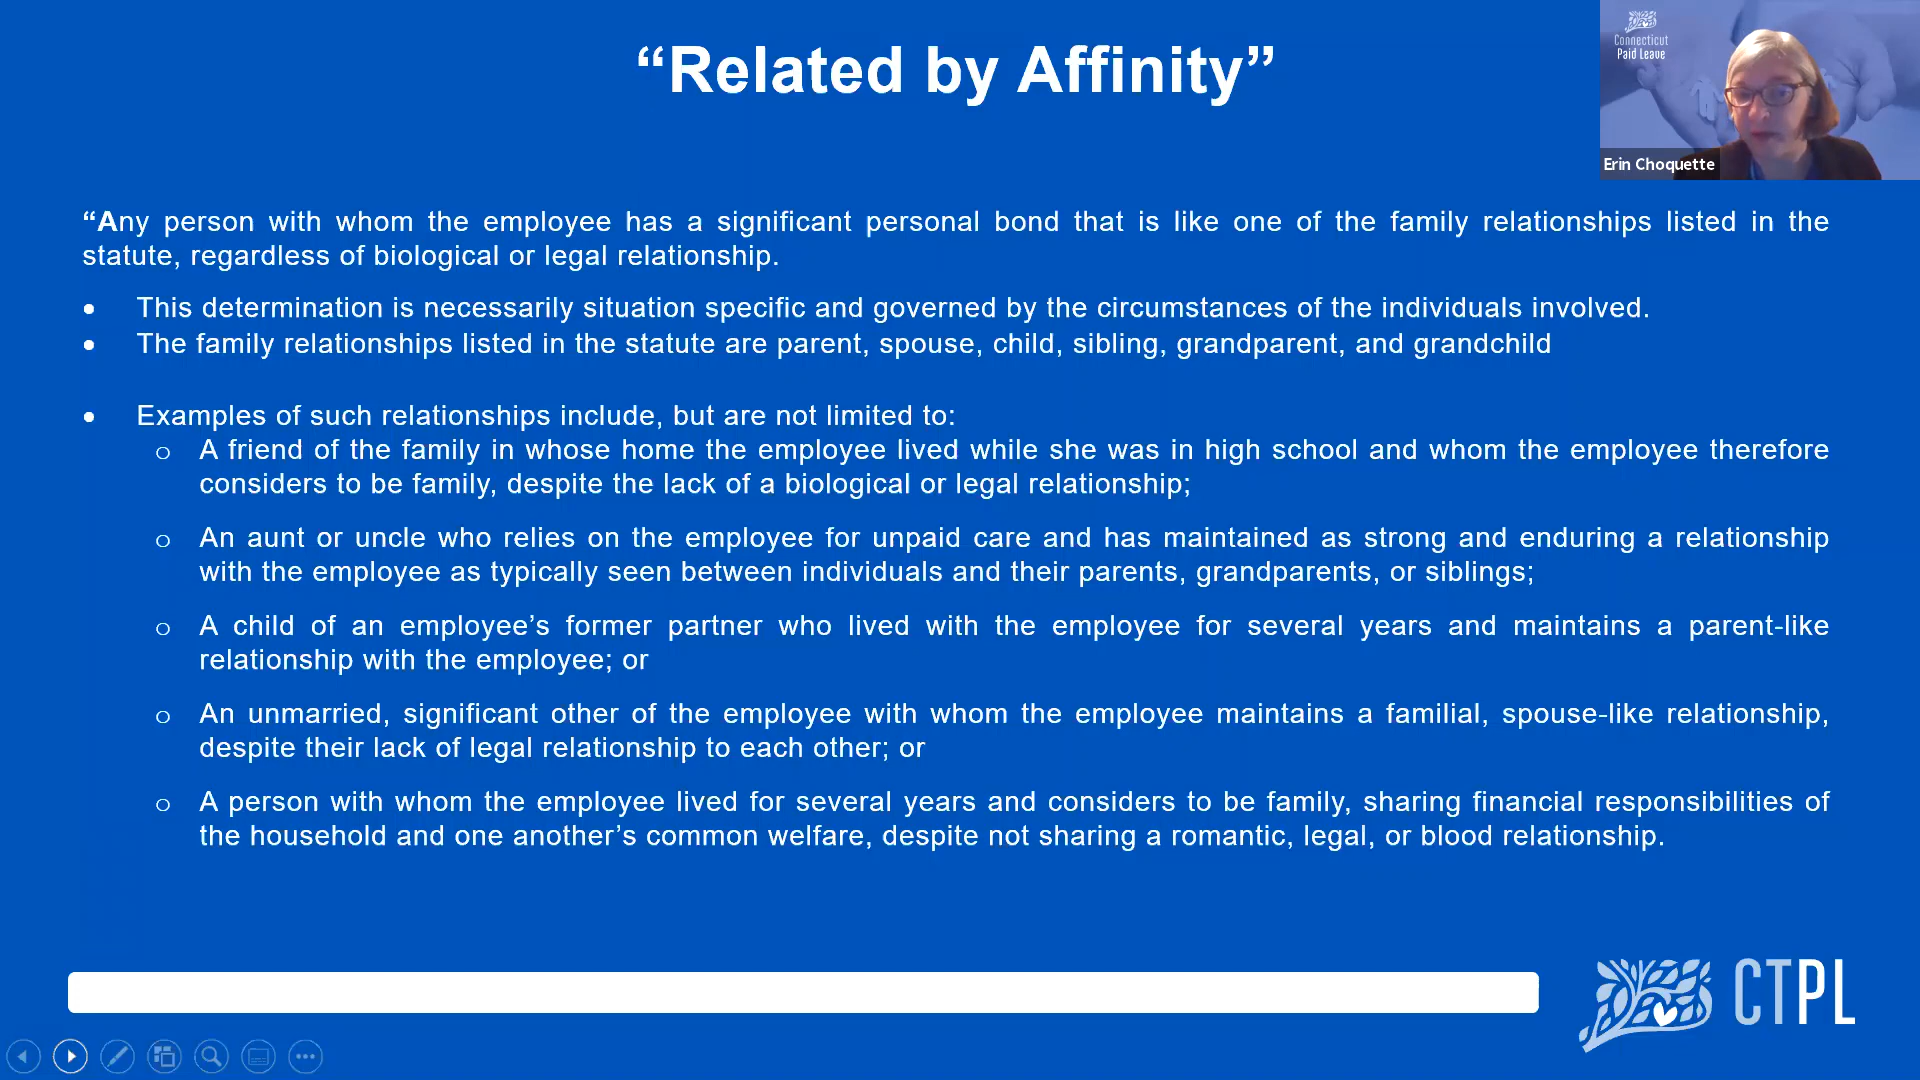 “Related by Affinity”
Connecticut
Paid Leave
Erin Choquette
“Any person with whom the employee has a significant personal bond that is like one of the family relationships listed in the
statute, regardless of biological or legal relationship.
• This determination is necessarily situation specific and governed by the circumstances of the individuals involved.
• The family relationships listed in the statute are parent, spouse, child, sibling, grandparent, and grandchild
• Examples of such relationships include, but are not limited to:
o A friend of the family in whose home the employee lived while she was in high school and whom the employee therefore
considers to be family, despite the lack of a biological or legal relationship;
o An aunt or uncle who relies on the employee for unpaid care and has maintained as strong and enduring a relationship
with the employee as typically seen between individuals and their parents, grandparents, or siblings;
o A child of an employee’s former partner who lived with the employee for several years and maintains a parent-like
relationship with the employee; or
o An unmarried, significant other of the employee with whom the employee maintains a familial, spouse-like relationship,
despite their lack of legal relationship to each other; or
o A person with whom the employee lived for several years and considers to be family, sharing financial responsibilities of
the household and one another’s common welfare, despite not sharing a romantic, legal, or blood relationship.
CTPL